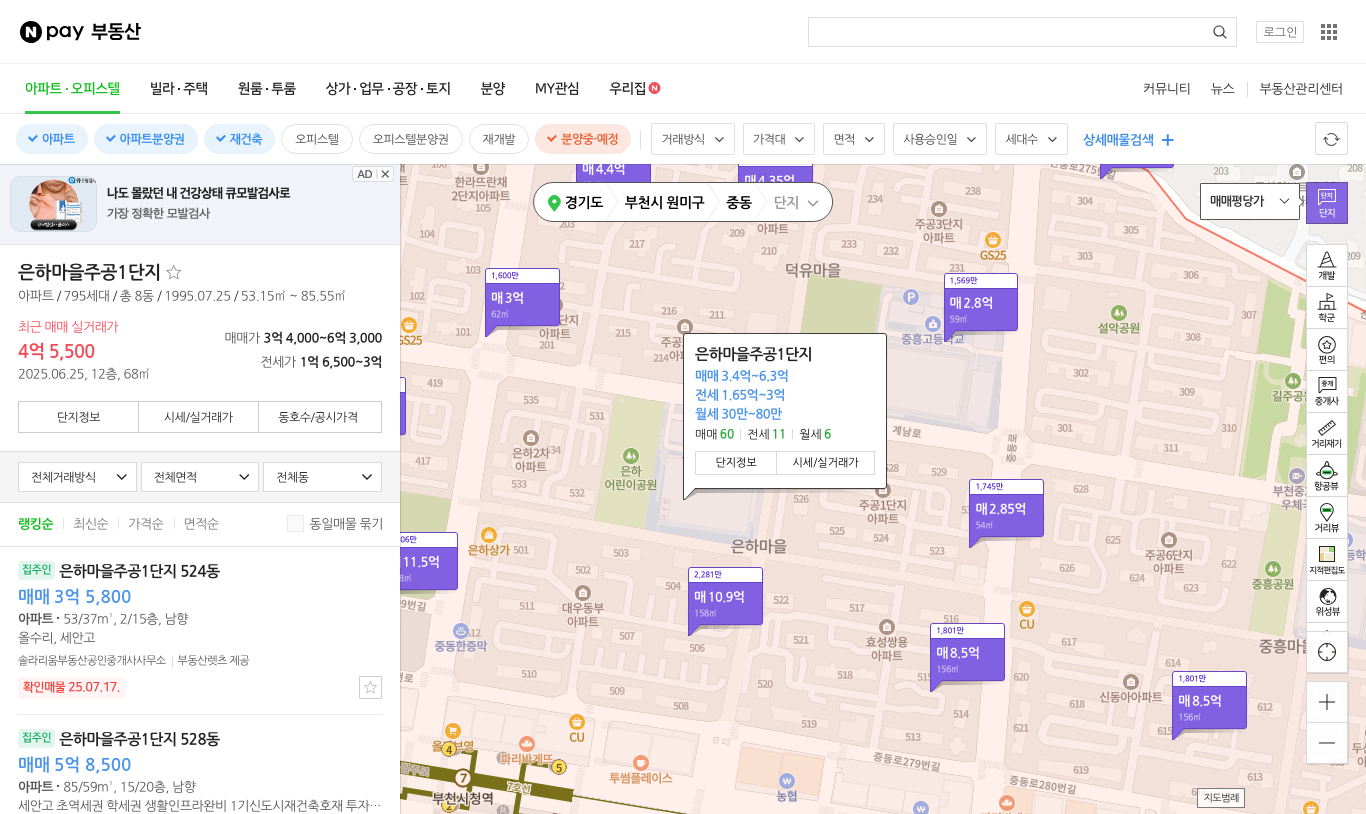 N pay 부동산
로그인
아파트·오피스텔 빌라·주택 원룸·투룸 상가·업무·공장·토지 분양 MY관심 우리집 N
커뮤니티 뉴스 부동산관리센터
아파트 아파트분양권 재건축 오피스텔 오피스텔분양권 재개발 분양중·예정 거래방식 가격대 면적 사용승인일 세대수 상세매물검색
AD
나도 몰랐던 내 건강상태 큐모발검사로
가장 정확한 모발검사
은하마을주공1단지
아파트 / 795세대 / 총 8동 / 1995.07.25 / 53.15㎡ ~ 85.55㎡
최근 매매 실거래가
4억 5,500
2025.06.25, 12층, 68㎡
매매가 3억 4,000~6억 3,000
전세가 1억 6,500~3억
단지정보 시세/실거래가 동호수/공시가격
전체거래방식 전체면적 전체동
랭킹순 최신순 가격순 면적순 동일매물 묶기
집주인 은하마을주공1단지 524동
매매 3억 5,800
아파트 · 53/37㎡, 2/15층, 남향
올수리, 세안고
솔라리움부동산공인중개사사무소 부동산렛츠 제공
확인매물 25.07.17.
집주인 은하마을주공1단지 528동
매매 5억 8,500
아파트 · 85/59㎡, 15/20층, 남향
세안고 초역세권 학세권 생활인프라완비 1기신도시재건축호재 투자…
경기도 부천시 원미구 중동 단지
매매평당가
단지
단지
개발
학군
편의
중개
중개사
거리재기
항공뷰
거리뷰
지적편집도
위성뷰
지도범례
매 4.4억
매 4.35억
한라뜨란채
2단지아파트
105
103
102
101
203
217
237
아파트
239
233
232
주공3단지
아파트
GS25
304
305
303
306
덕유마을
1,600만
매 3억
62㎡
1,569만
매 2.8억
59㎡
P
중흥고등학교
설악공원
GS25
201
214
은하마을주공1단지
매매 3.4억~6.3억
전세 1.65억~3억
월세 30만~80만
매매 60 전세 11 월세 6
단지정보 시세/실거래가
419
535
531
은하2차
아파트
532
은하
어린이공원
계남로
길주공원
529
주공1단지
아파트
525
524
523
1,745만
매 2.85억
54㎡
주공6단지
아파트
중흥공원
은하상가
501
503
은하마을
11.5억
2,281만
매 10.9억
158㎡
522
511
대우동부
아파트
중동한증막
506
510
509
508
521
520
518
517
515
514
513
511
효성쌍용
아파트
CU
617
1,801만
매 8.5억
156㎡
신동아아파트
1,801만
매 8.5억
156㎡
중흥마을
CU
파리바게뜨
투썸플레이스
농협
중동로279번길
중동로280번길
7호선
부천시청역
4
7
5
2
612
614
613